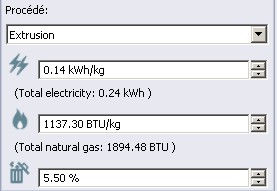 Procédé:
Extrusion
0.14 kWh/kg
(Total electricity: 0.24 kWh )
1137.30 BTU/kg
(Total natural gas: 1894.48 BTU )
5.50 %